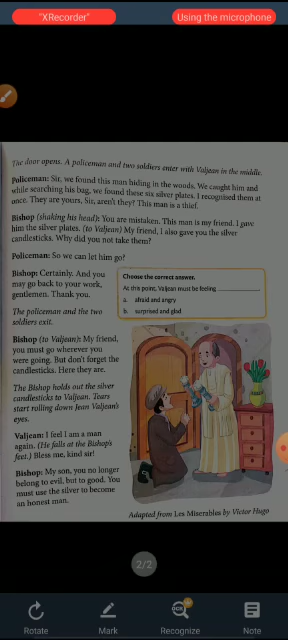 "XRecorder"
Using the microphone
The door opens. A policeman and two soldiers enter with Valjean in the middle.
Policeman: Sir, we found this man hiding in the woods. We caught him and
while searching his bag, we found these six silver plates. I recognised them at
once. They are yours, Sir, aren't they? This man is a thief.
Bishop (shaking his head): You are mistaken. This man is my friend. I gave
him the silver plates. (to Valjean) My friend, I also gave you the silver
candlesticks. Why did you not take them?
Policeman: So we can let him go?
Bishop: Certainly. And you
may go back to your work,
gentlemen. Thank you.
The policeman and the two
soldiers exit.
Choose the correct answer.
At this point, Valjean must be feeling
a. afraid and angry
b. surprised and glad
Bishop (to Valjean): My friend,
you must go wherever you
were going. But don't forget the
candlesticks. Here they are.
The Bishop holds out the silver
candlesticks to Valjean. Tears
start rolling down Jean Valjean's
eyes.
Valjean: I feel I am a man
again. (He falls at the Bishop's
feet.) Bless me, kind sir!
Bishop: My son, you no longer
belong to evil, but to good. You
must use the silver to become
an honest man.
Adapted from Les Miserables by Victor Hugo
2/2
Rotate
Mark
OCR
Recognize
Note